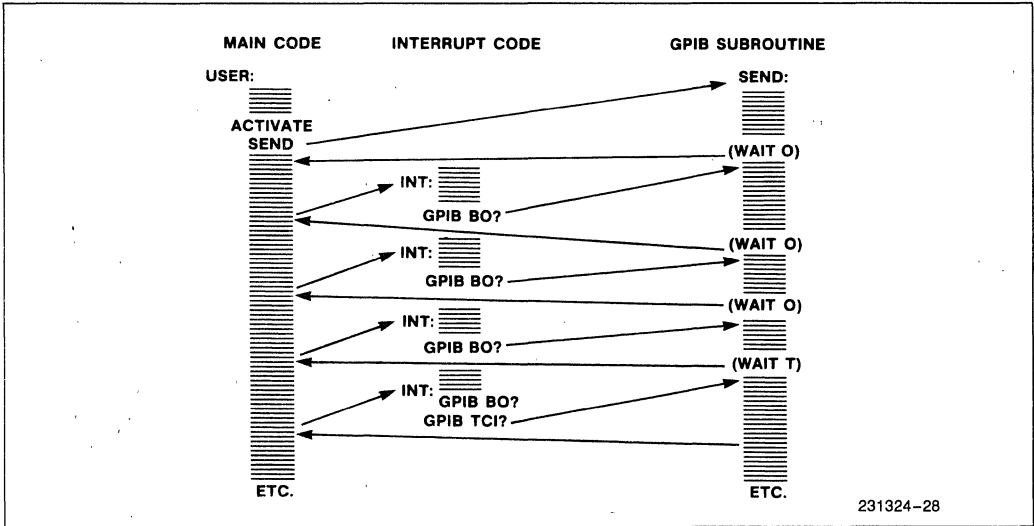 MAIN CODE INTERRUPT CODE GPIB SUBROUTINE
USER: SEND:
ACTIVATE
SEND
(WAIT O)
INT:
GPIB BO?
(WAIT O)
INT:
GPIB BO?
(WAIT O)
INT:
GPIB BO?
(WAIT T)
INT:
GPIB BO?
GPIB TCI?
ETC. ETC.
231324-28